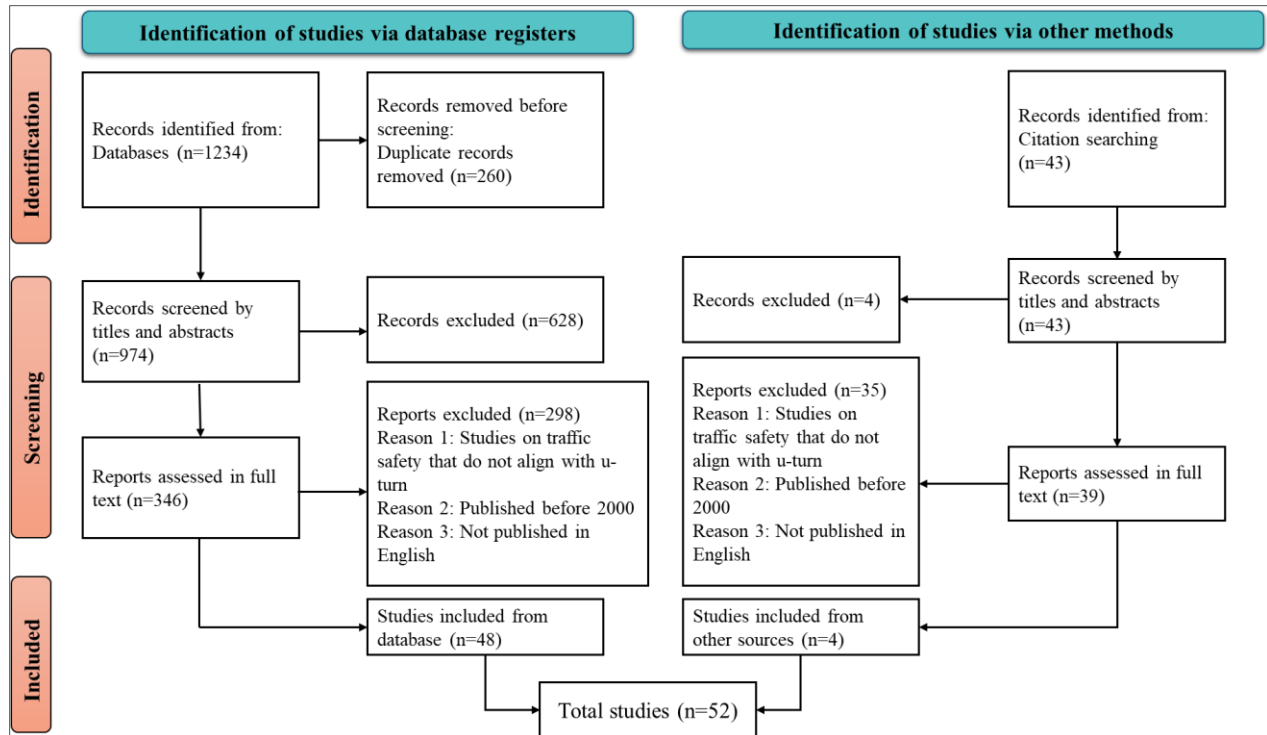 Identification of studies via database registers
Identification of studies via other methods
Identification
Records identified from:
Databases (n=1234)
Records removed before
screening:
Duplicate records
removed (n=260)
Records identified from:
Citation searching
(n=43)
Screening
Records screened by
titles and abstracts
(n=974)
Records excluded (n=628)
Records excluded (n=4)
Records screened by
titles and abstracts
(n=43)
Reports assessed in full
text (n=346)
Reports excluded (n=298)
Reason 1: Studies on traffic
safety that do not align with u-
turn
Reason 2: Published before 2000
Reason 3: Not published in
English
Reports excluded (n=35)
Reason 1: Studies on
traffic safety that do not
align with u-turn
Reason 2: Published before
2000
Reason 3: Not published in
English
Reports assessed in full
text (n=39)
Included
Studies included from
database (n=48)
Studies included from
other sources (n=4)
Total studies (n=52)